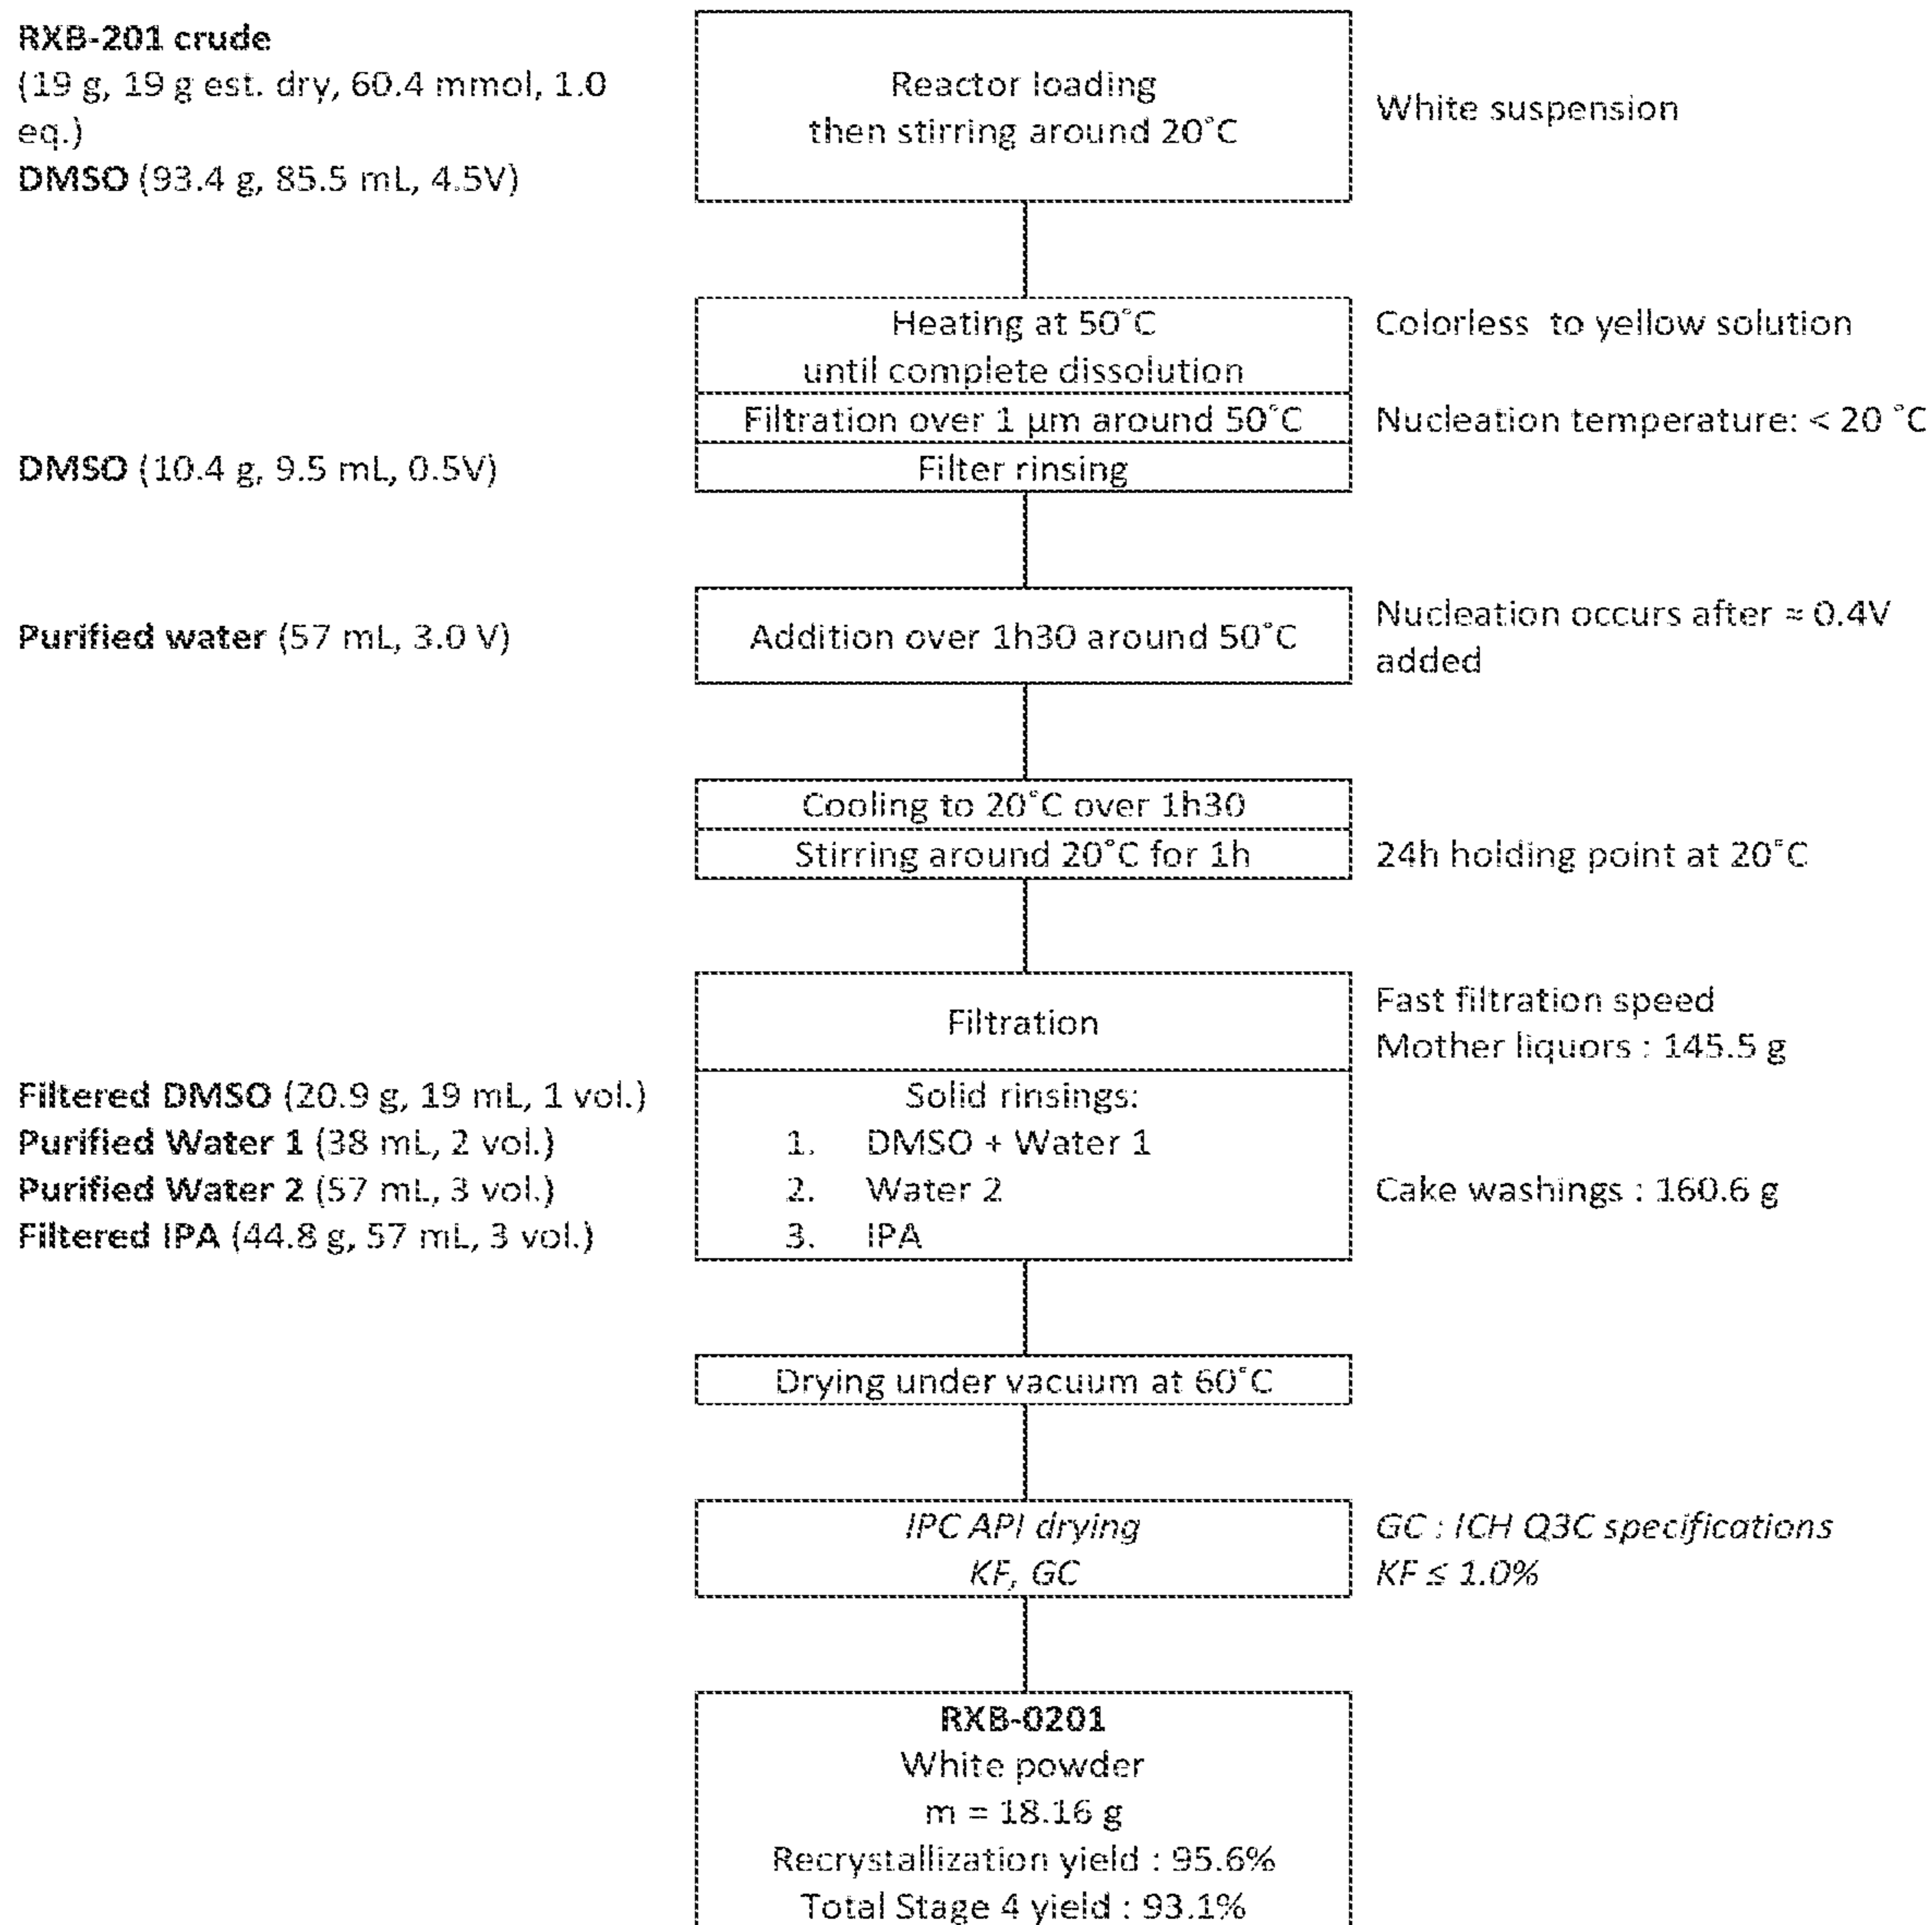 RXB-201 crude
(19 g, 19 g est. dry, 60.4 mmol, 1.0
eq.)
DMSO (93.4 g, 85.5 mL, 4.5V)
Reactor loading
then stirring around 20°C
White suspension
Heating at 50°C
until complete dissolution
Colorless to yellow solution
Filtration over 1 µm around 50°C
Nucleation temperature: < 20 °C
DMSO (10.4 g, 9.5 mL, 0.5V)
Filter rinsing
Purified water (57 mL, 3.0 V)
Addition over 1h30 around 50°C
Nucleation occurs after ≈ 0.4V
added
Cooling to 20°C over 1h30
Stirring around 20°C for 1h
24h holding point at 20°C
Filtration
Fast filtration speed
Mother liquors : 145.5 g
Filtered DMSO (20.9 g, 19 mL, 1 vol.)
Purified Water 1 (38 mL, 2 vol.)
Purified Water 2 (57 mL, 3 vol.)
Filtered IPA (44.8 g, 57 mL, 3 vol.)
Solid rinsings:
1. DMSO + Water 1
2. Water 2
3. IPA
Cake washings : 160.6 g
Drying under vacuum at 60°C
IPC API drying
KF, GC
GC : ICH Q3C specifications
KF ≤ 1.0%
RXB-0201
White powder
m = 18.16 g
Recrystallization yield : 95.6%
Total Stage 4 yield : 93.1%